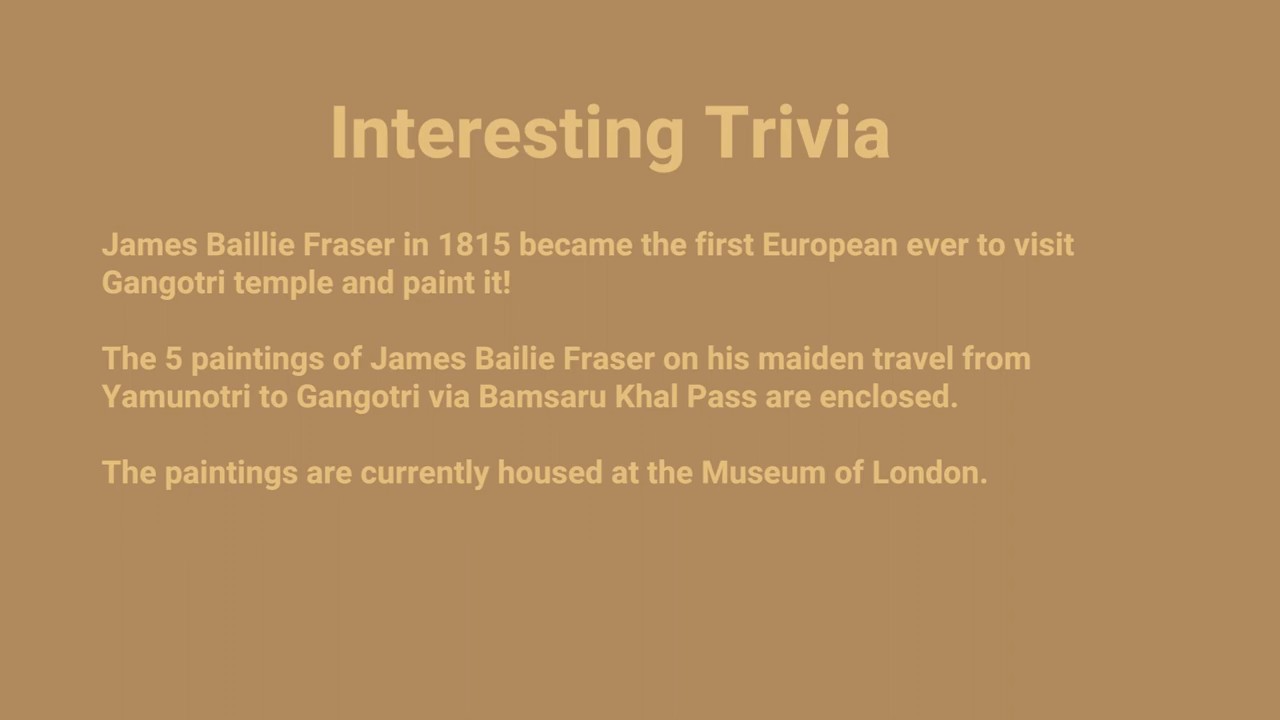 Interesting Trivia
James Baillie Fraser in 1815 became the first European ever to visit
Gangotri temple and paint it!
The 5 paintings of James Bailie Fraser on his maiden travel from
Yamunotri to Gangotri via Bamsaru Khal Pass are enclosed.
The paintings are currently housed at the Museum of London.